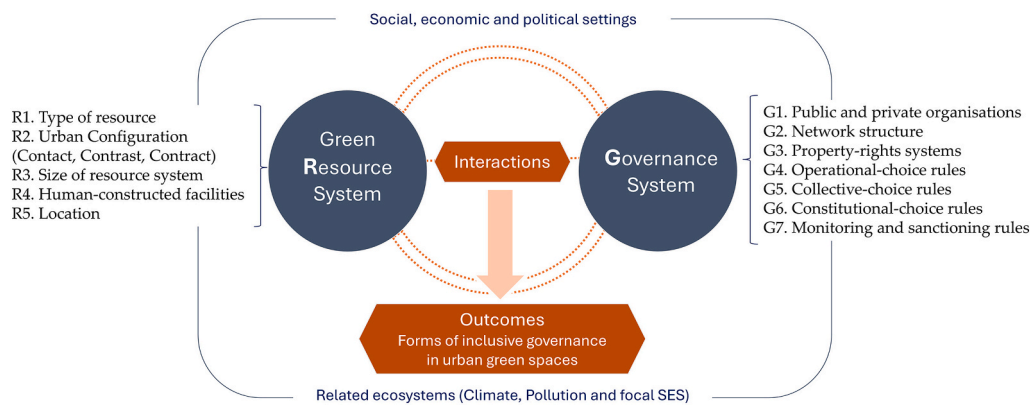 Social, economic and political settings
R1. Type of resource
R2. Urban Configuration
(Contact, Contrast, Contract)
R3. Size of resource system
R4. Human-constructed facilities
R5. Location
Green
Resource
System
Interactions
Governance
System
G1. Public and private organisations
G2. Network structure
G3. Property-rights systems
G4. Operational-choice rules
G5. Collective-choice rules
G6. Constitutional-choice rules
G7. Monitoring and sanctioning rules
Outcomes
Forms of inclusive governance
in urban green spaces
Related ecosystems (Climate, Pollution and focal SES)